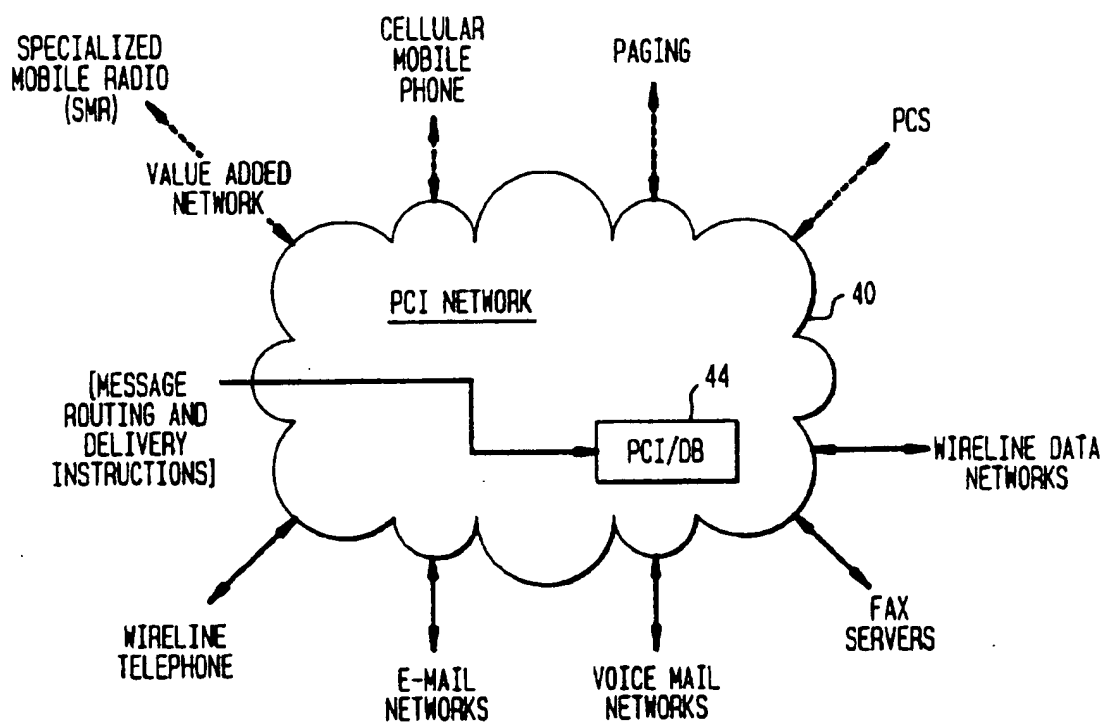 SPECIALIZED
MOBILE RADIO
(SMR)
CELLULAR
MOBILE
PHONE
PAGING
PCS
VALUE ADDED
NETWORK
PCI NETWORK
40
[MESSAGE
ROUTING AND
DELIVERY
INSTRUCTIONS]
44
PCI/DB
WIRELINE DATA
NETWORKS
WIRELINE
TELEPHONE
E-MAIL
NETWORKS
VOICE MAIL
NETWORKS
FAX
SERVERS